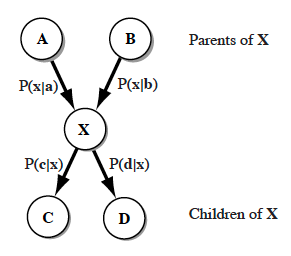 A B Parents of X
P(x|a) P(x|b)
X
P(c|x) P(d|x)
C D Children of X